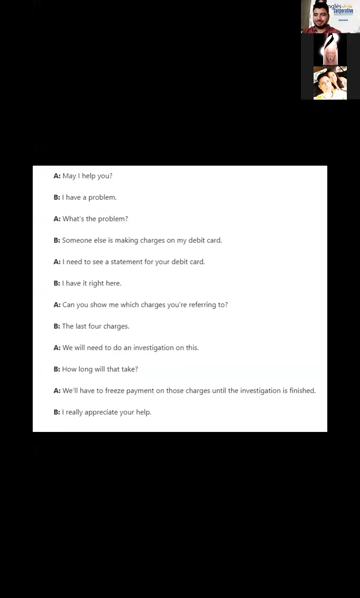 Inglés
Corporativo
A: May I help you?
B: I have a problem.
A: What's the problem?
B: Someone else is making charges on my debit card.
A: I need to see a statement for your debit card.
B: I have it right here.
A: Can you show me which charges you're referring to?
B: The last four charges.
A: We will need to do an investigation on this.
B: How long will that take?
A: We'll have to freeze payment on those charges until the investigation is finished.
B: I really appreciate your help.